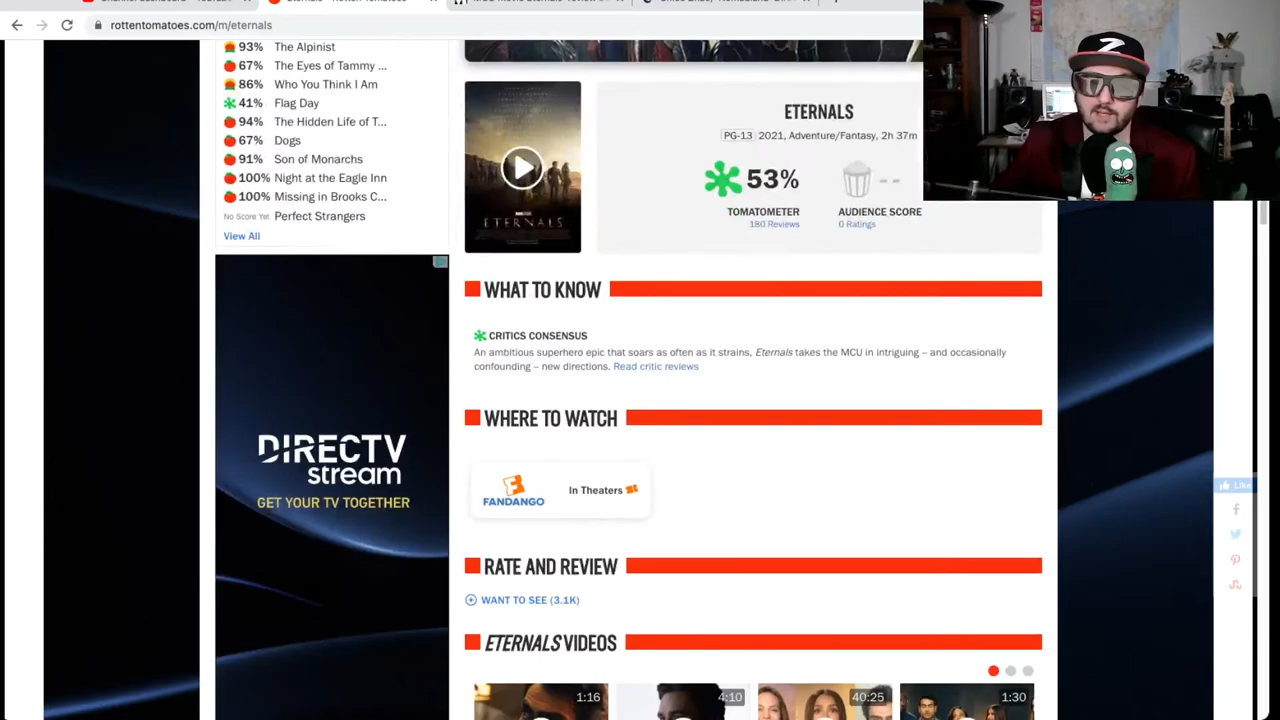 rottentomatoes.com/m/eternals
93% The Alpinist
67% The Eyes of Tammy ...
86% Who You Think I Am
41% Flag Day
94% The Hidden Life of T...
67% Dogs
91% Son of Monarchs
100% Night at the Eagle Inn
100% Missing in Brooks C...
No Score Yet Perfect Strangers
View All
DIRECTV
stream
GET YOUR TV TOGETHER
ETERNALS
ETERNALS
PG-13 2021, Adventure/Fantasy, 2h 37m
53%
- -
TOMATOMETER
AUDIENCE SCORE
180 Reviews
0 Ratings
WHAT TO KNOW
CRITICS CONSENSUS
An ambitious superhero epic that soars as often as it strains, Eternals takes the MCU in intriguing – and occasionally
confounding – new directions. Read critic reviews
WHERE TO WATCH
FANDANGO
In Theaters
RATE AND REVIEW
WANT TO SEE (3.1K)
ETERNALS VIDEOS
1:16
4:10
40:25
1:30
Like
Z